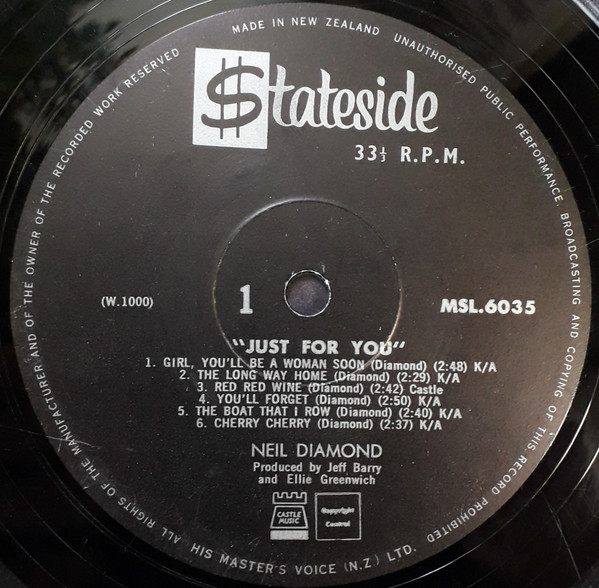 MADE IN NEW ZEALAND
UNAUTHORISED PUBLIC PERFORMANCE, BROADCASTING AND COPYING OF THIS RECORD PROHIBITED
HIS MASTER'S VOICE (N.Z.) LTD.
ALL RIGHTS OF THE MANUFACTURER AND OF THE OWNER OF THE RECORDED WORK RESERVED
$tateside
33⅓ R.P.M.
(W.1000)
1
MSL.6035
"JUST FOR YOU"
1. GIRL, YOU'LL BE A WOMAN SOON (Diamond) (2:48) K/A
2. THE LONG WAY HOME (Diamond) (2:29) K/A
3. RED RED WINE (Diamond) (2:42) Castle
4. YOU'LL FORGET (Diamond) (2:50) K/A
5. THE BOAT THAT I ROW (Diamond) (2:40) K/A
6. CHERRY CHERRY (Diamond) (2:37) K/A
NEIL DIAMOND
Produced by Jeff Barry
and Ellie Greenwich
CASTLE
MUSIC
Copyright
Control